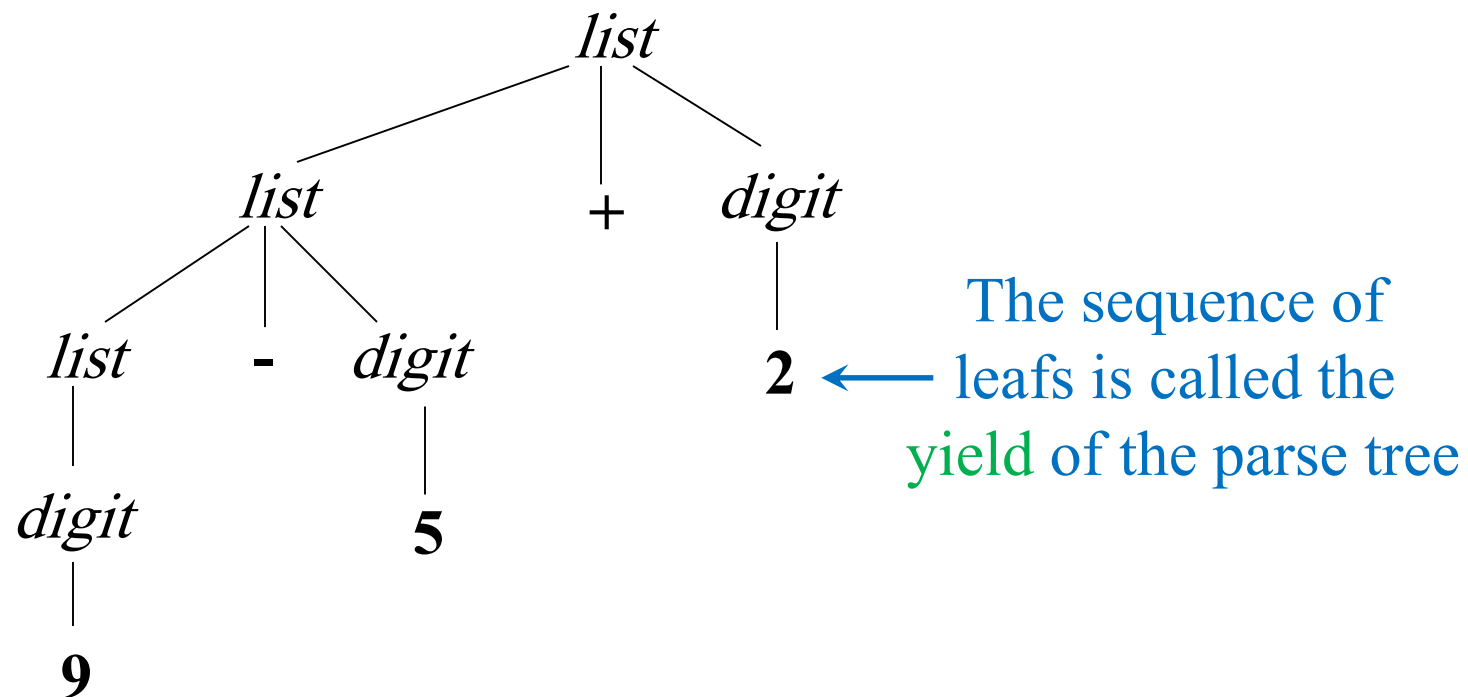 list
list + digit
list - digit 2
The sequence of
leafs is called the
yield of the parse tree
digit 5
9